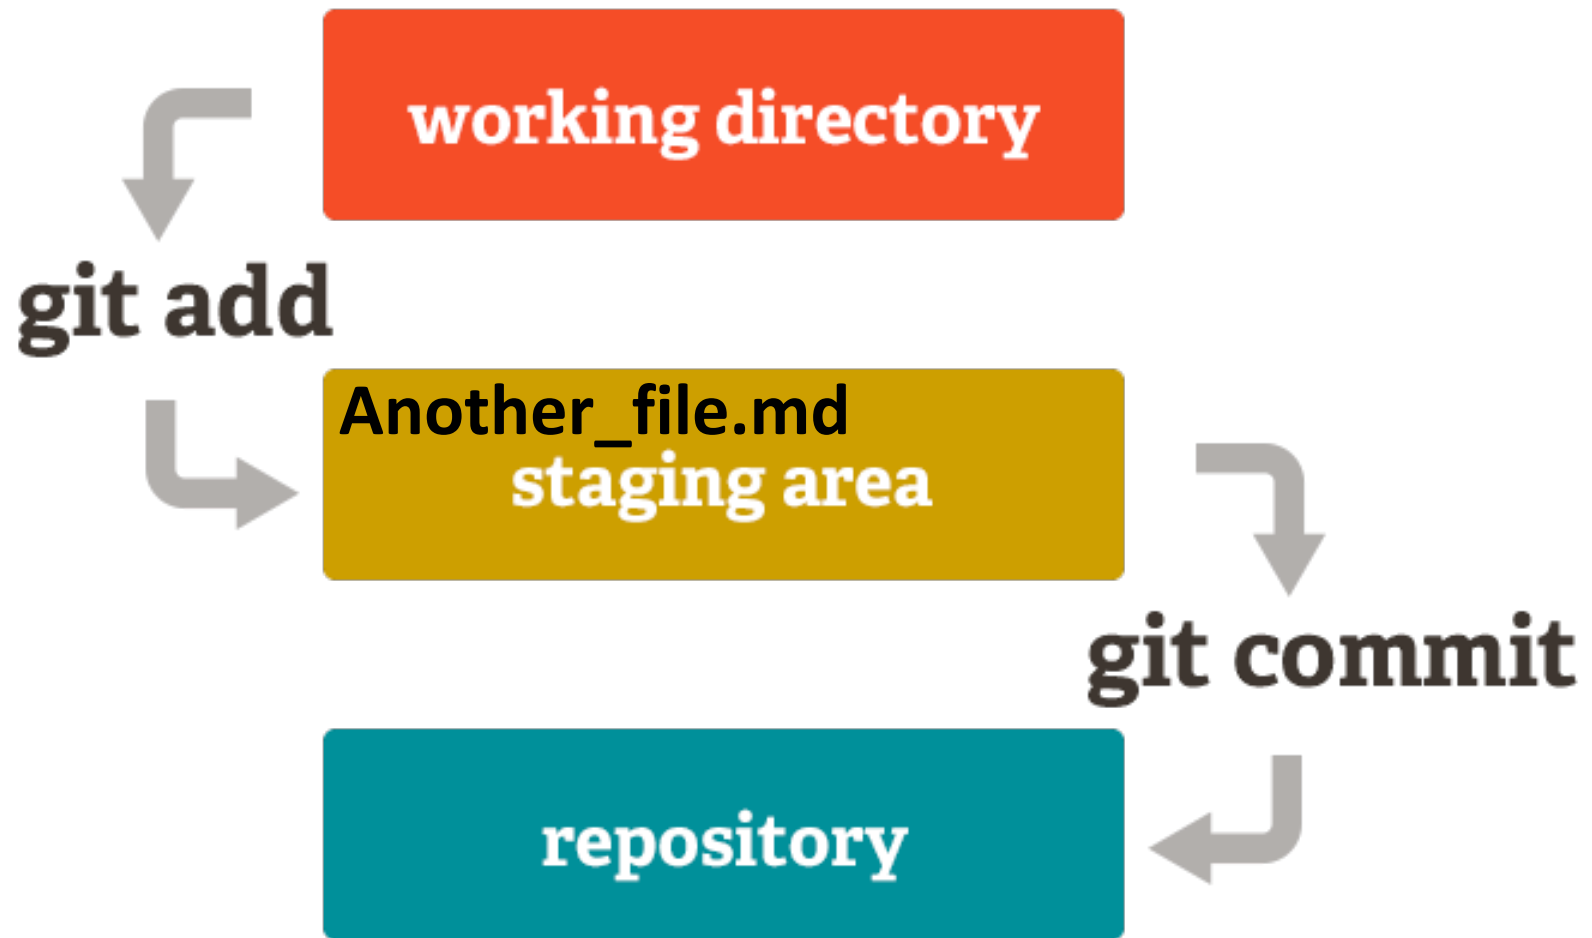 working directory
git add
Another_file.md
staging area
git commit
repository